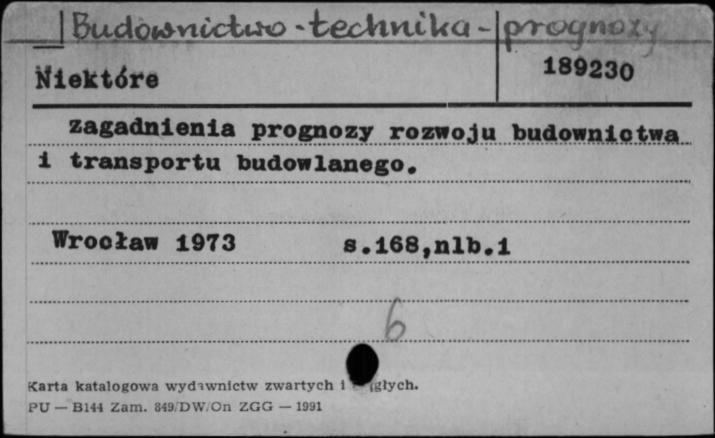 Budownictwo - technika - prognozy
Niektóre 189230
zagadnienia prognozy rozwoju budownictwa
i transportu budowlanego.
Wrocław 1973 s.168,nlb.1
6
Karta katalogowa wydawnictw zwartych i
PU — B144 Zam. 849/DW/On ZGG — 1991